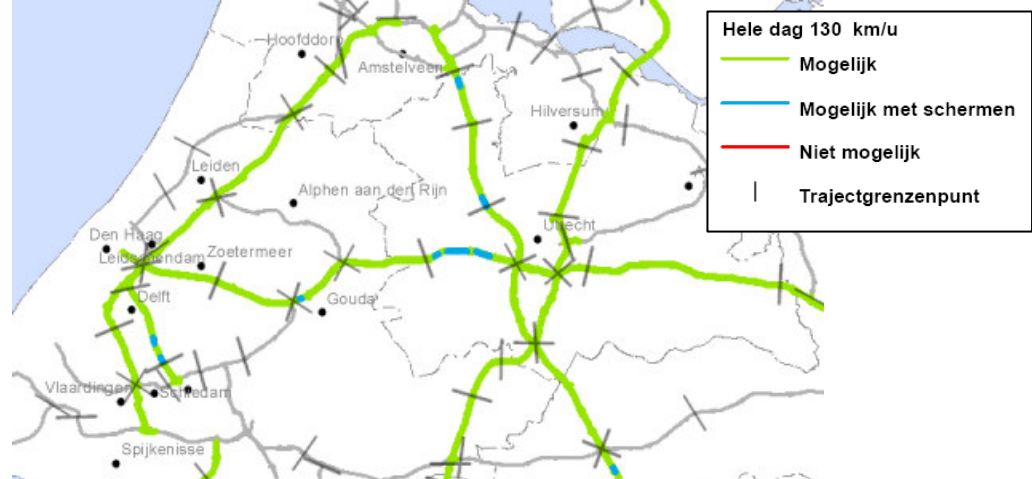 Hele dag 130 km/u
Mogelijk
Mogelijk met schermen
Niet mogelijk
Trajectgrenzenpunt
Hoofddorp
Amstelveen
Hilversum
Leiden
Alphen aan den Rijn
Utrecht
Den Haag
Leidschendam
Zoetermeer
Delft
Gouda
Vlaardingen
Schiedam
Spijkenisse